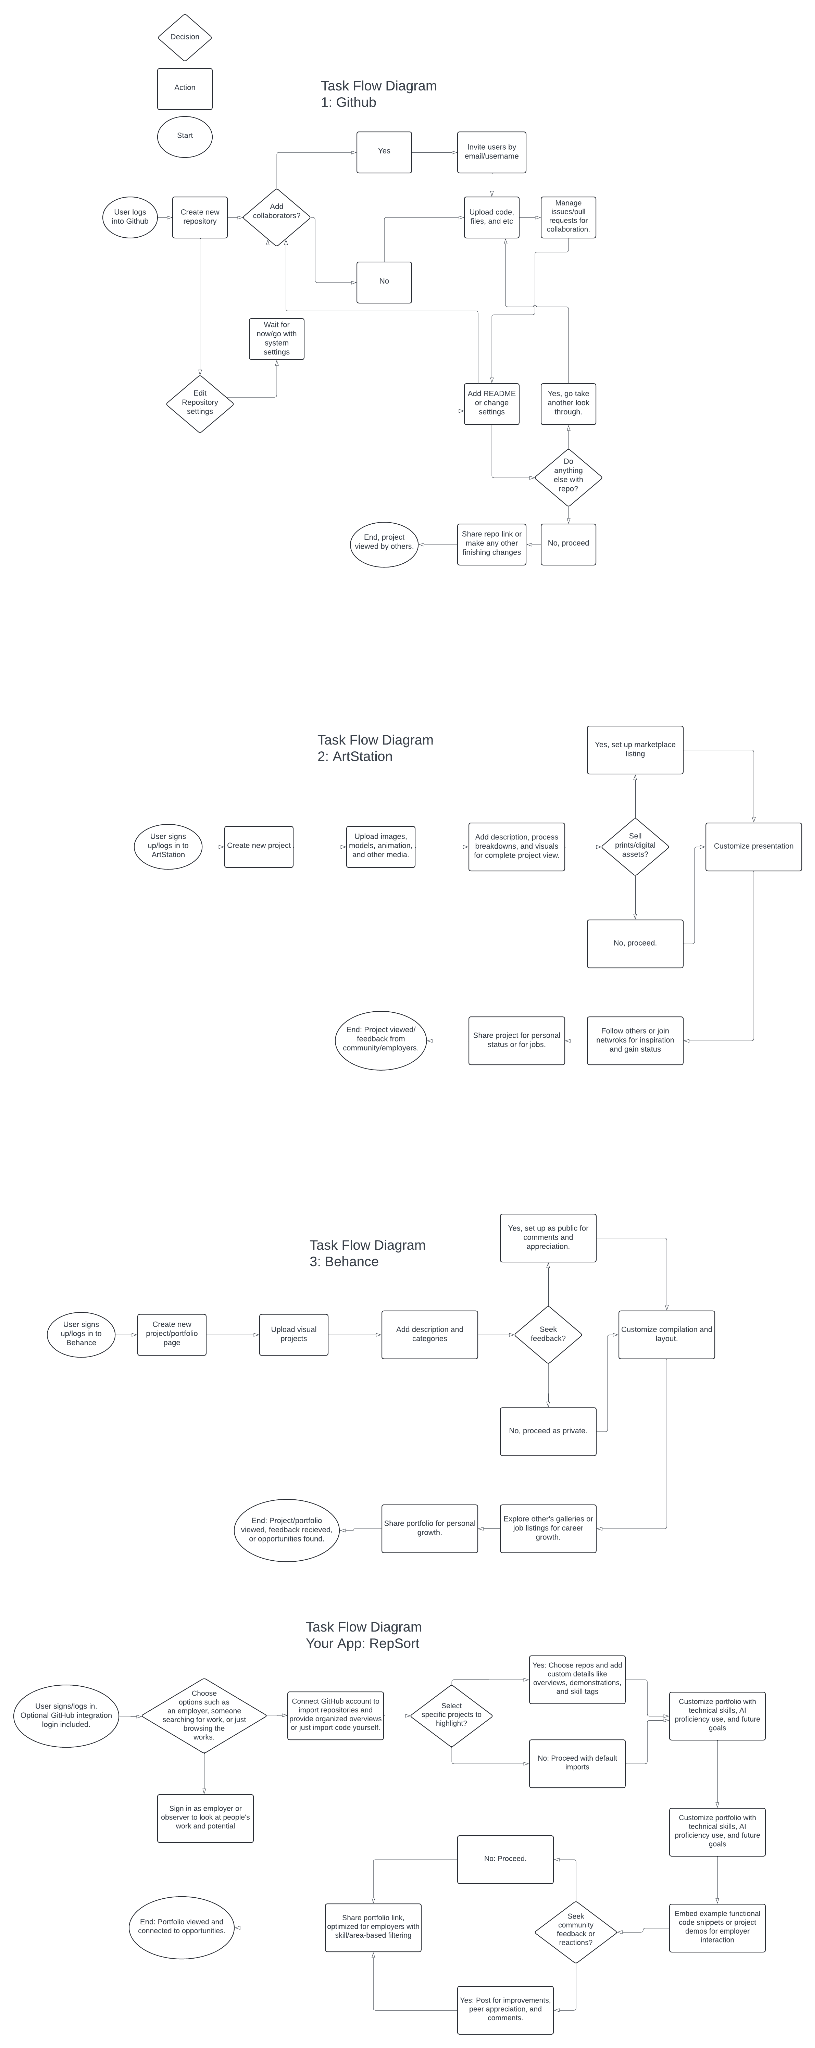 Decision
Action
Start
Task Flow Diagram
1: Github
Yes
Invite users by
email/username
User logs
into Github
Create new
repository
Add
collaborators?
Upload code,
files, and etc
Manage
issues/pull
requests for
collaboration.
No
Wait for
now/go with
system
settings
Edit
Repository
settings
Add README
or change
settings
Yes, go take
another look
through.
Do
anything
else with
repo?
End, project
viewed by others.
Share repo link or
make any other
finishing changes
No, proceed
Task Flow Diagram
2: ArtStation
Yes, set up marketplace
listing
User signs
up/logs in to
ArtStation
Create new project
Upload images,
models, animation,
and other media.
Add description, process
breakdowns, and visuals
for complete project view.
Sell
prints/digital
assets?
Customize presentation
No, proceed.
End: Project viewed/
feedback from
community/employers.
Share project for personal
status or for jobs.
Follow others or join
netwroks for inspiration
and gain status
Task Flow Diagram
3: Behance
Yes, set up as public for
comments and
appreciation.
User signs
up/logs in to
Behance
Create new
project/portfolio
page
Upload visual
projects
Add description and
categories
Seek
feedback?
Customize compilation and
layout.
No, proceed as private.
End: Project/portfolio
viewed, feedback recieved,
or opportunities found.
Share portfolio for personal
growth.
Explore other's galleries or
job listings for career
growth.
Task Flow Diagram
Your App: RepSort
User signs/logs in.
Optional GitHub integration
login included.
Choose
options such as
an employer, someone
searching for work, or just
browsing the
works.
Connect GitHub account to
import repositories and
provide organized overviews
or just import code yourself.
Select
specific projects to
highlight?
Yes: Choose repos and add
custom details like
overviews, demonstrations,
and skill tags
No: Proceed with default
imports
Customize portfolio with
technical skills, AI
proficiency use, and future
goals
Sign in as employer or
observer to look at people's
work and potential
Customize portfolio with
technical skills, AI
proficiency use, and future
goals
No: Proceed.
End: Portfolio viewed and
connected to opportunities.
Share portfolio link,
optimized for employers with
skill/area-based filtering
Seek
community
feedback or
reactions?
Embed example functional
code snippets or project
demos for employer
interaction
Yes: Post for improvements,
peer appreciation, and
comments.